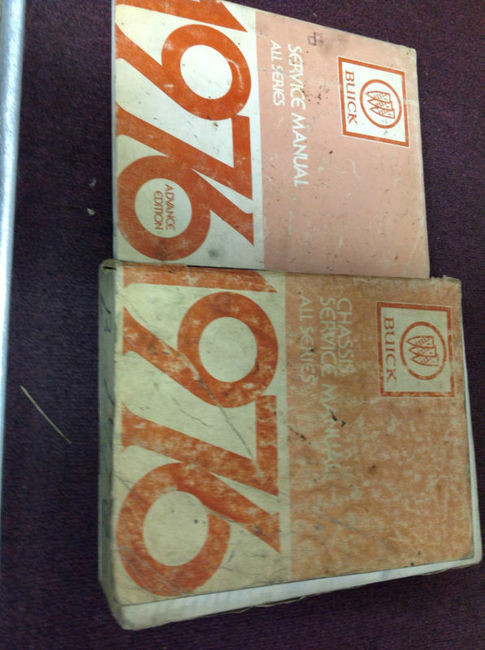 1976
ADVANCE
EDITION
SERVICE MANUAL
ALL SERIES
BUICK
1976
CHASSIS
SERVICE MANUAL
ALL SERIES
BUICK